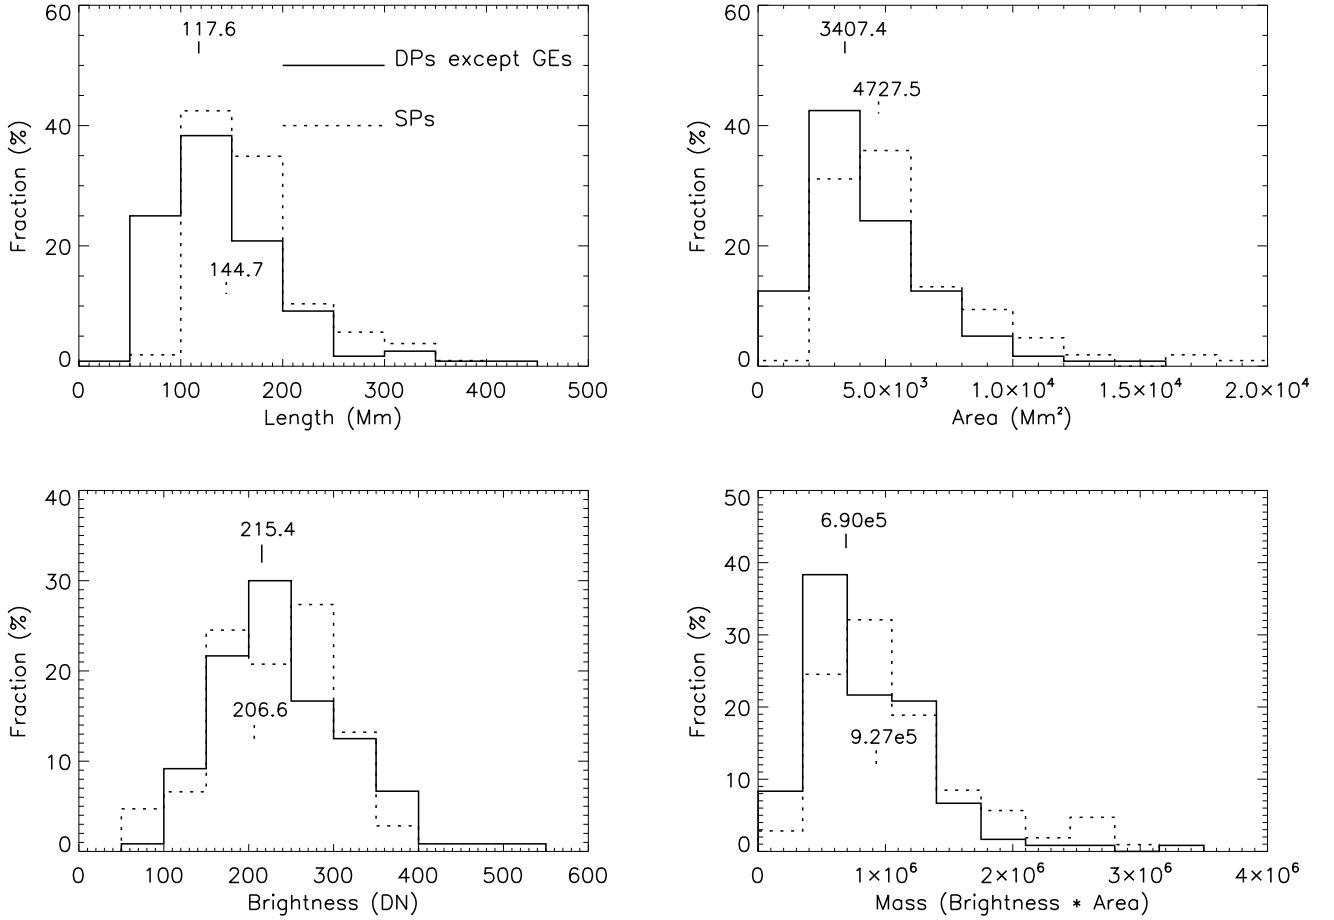 60
117.6
DPs except GEs
SPs
40
Fraction (%)
20
144.7
0
0 100 200 300 400 500
Length (Mm)
60
3407.4
4727.5
40
Fraction (%)
20
0
0 5.0×10³ 1.0×10⁴ 1.5×10⁴ 2.0×10⁴
Area (Mm²)
40
215.4
30
Fraction (%)
20
206.6
10
0
0 100 200 300 400 500 600
Brightness (DN)
50
6.90e5
40
Fraction (%)
30
20
9.27e5
10
0
0 1×10⁶ 2×10⁶ 3×10⁶ 4×10⁶
Mass (Brightness * Area)